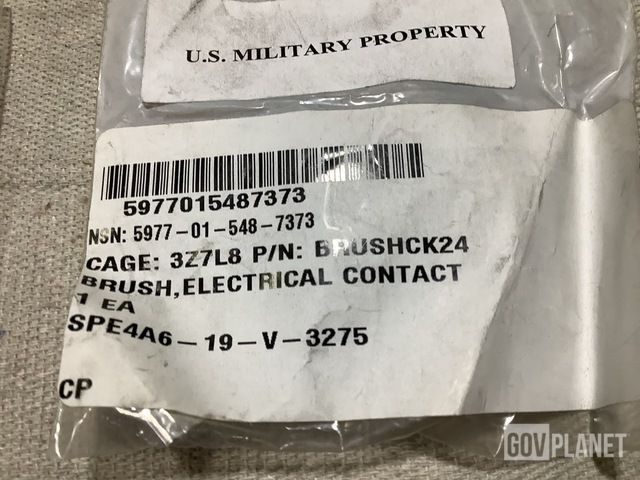 U.S. MILITARY PROPERTY
5977015487373
NSN: 5977-01-548-7373
CAGE: 3Z7L8 P/N: BRUSHCK24
BRUSH,ELECTRICAL CONTACT
1 EA
SPE4A6-19-V-3275
CP
GOVPLANET